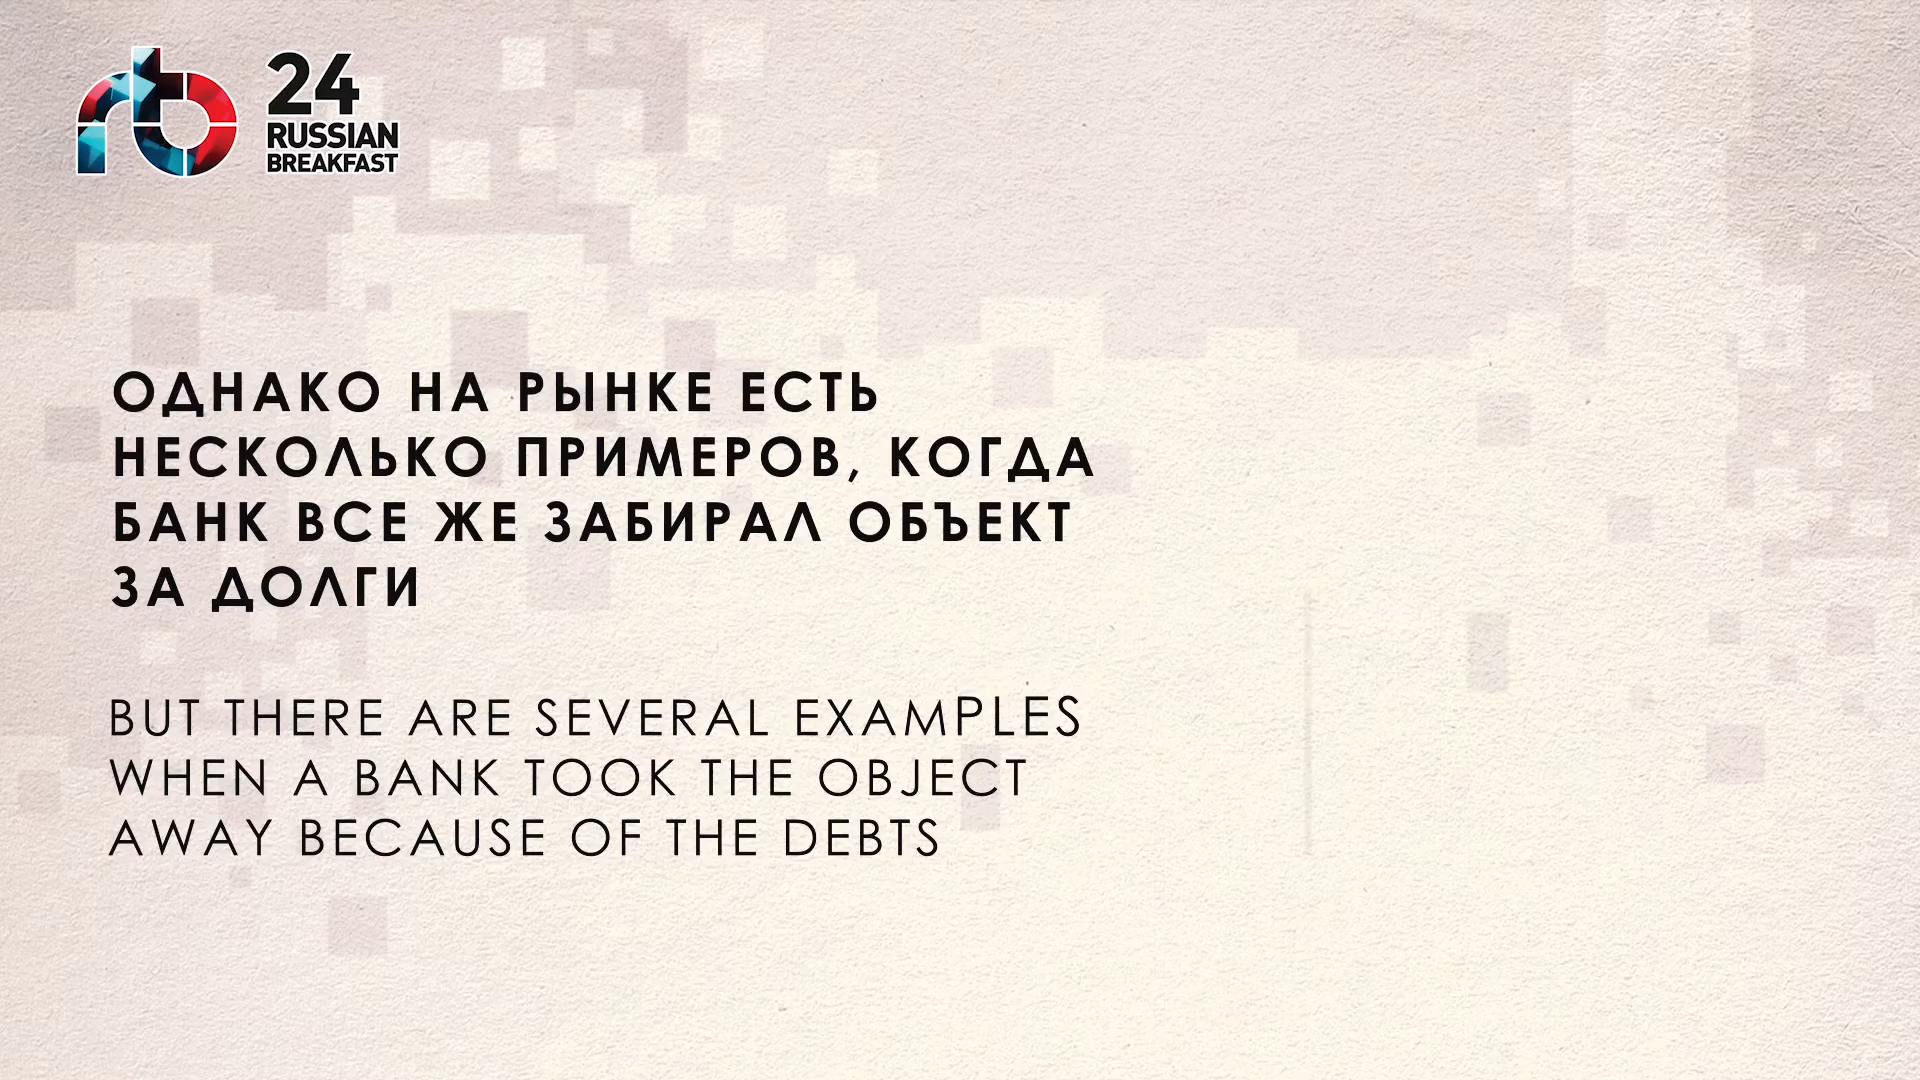 rb
24
RUSSIAN
BREAKFAST
ОДНАКО НА РЫНКЕ ЕСТЬ
НЕСКОЛЬКО ПРИМЕРОВ, КОГДА
БАНК ВСЕ ЖЕ ЗАБИРАЛ ОБЪЕКТ
ЗА ДОЛГИ
BUT THERE ARE SEVERAL EXAMPLES
WHEN A BANK TOOK THE OBJECT
AWAY BECAUSE OF THE DEBTS